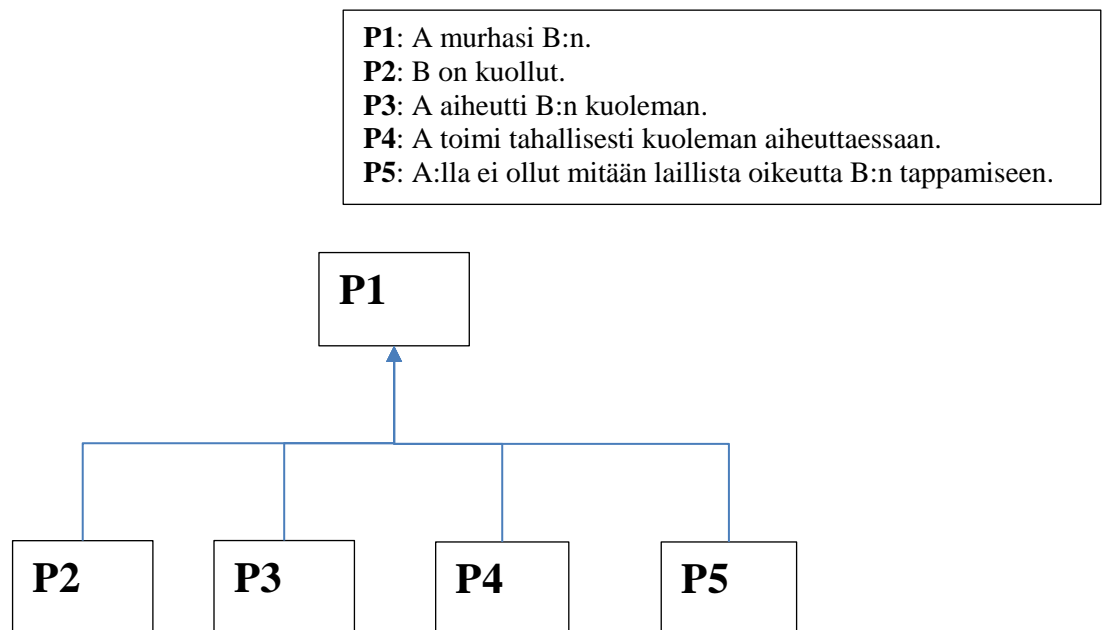 P1: A murhasi B:n.
P2: B on kuollut.
P3: A aiheutti B:n kuoleman.
P4: A toimi tahallisesti kuoleman aiheuttaessaan.
P5: A:lla ei ollut mitään laillista oikeutta B:n tappamiseen.
P1
P2 P3 P4 P5